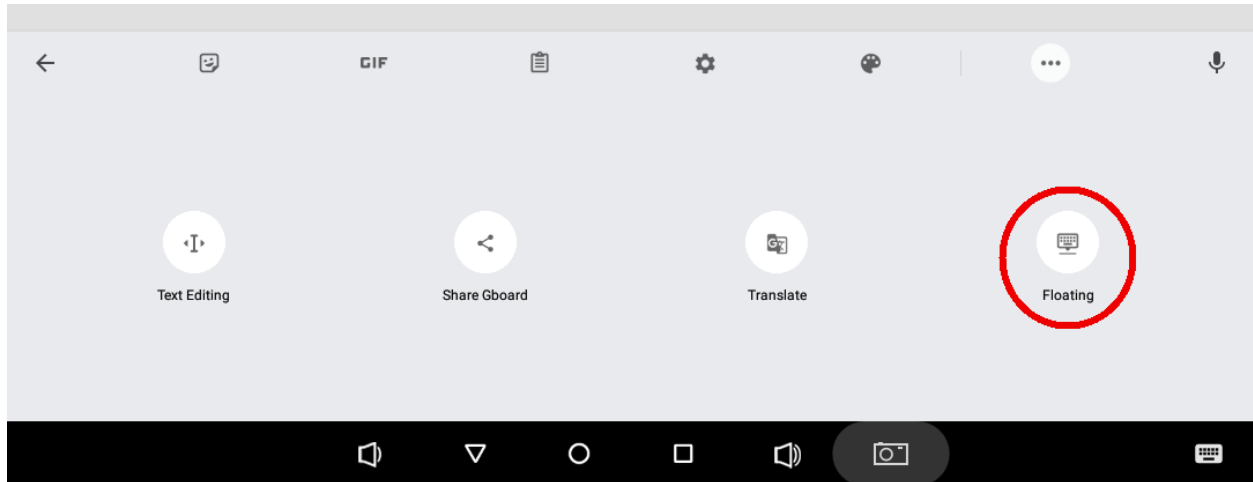 GIF
Text Editing
Share Gboard
Translate
Floating